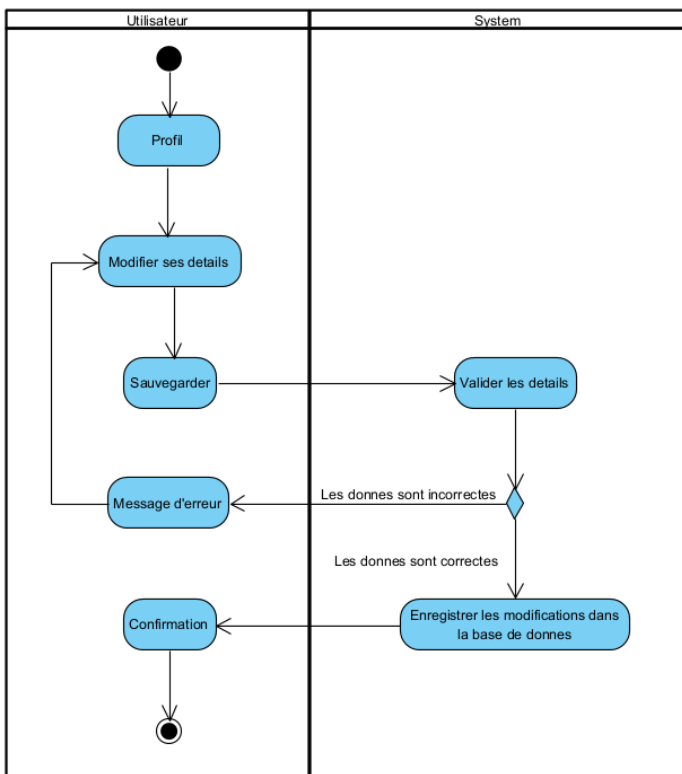 Utilisateur
System
Profil
Modifier ses details
Sauvegarder
Valider les details
Les donnes sont incorrectes
Message d'erreur
Les donnes sont correctes
Enregistrer les modifications dans
la base de donnes
Confirmation